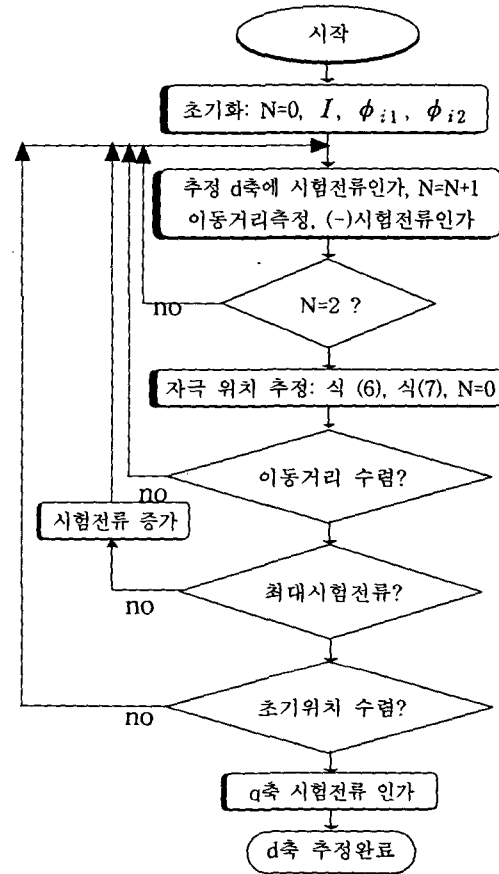 시작
초기화: N=0, I, ϕi1, ϕi2
추정 d축에 시험전류인가, N=N+1
이동거리측정, (-)시험전류인가
N=2 ?
no
자극 위치 추정: 식 (6), 식(7), N=0
이동거리 수렴?
no
시험전류 증가
최대시험전류?
no
초기위치 수렴?
no
q축 시험전류 인가
d축 추정완료